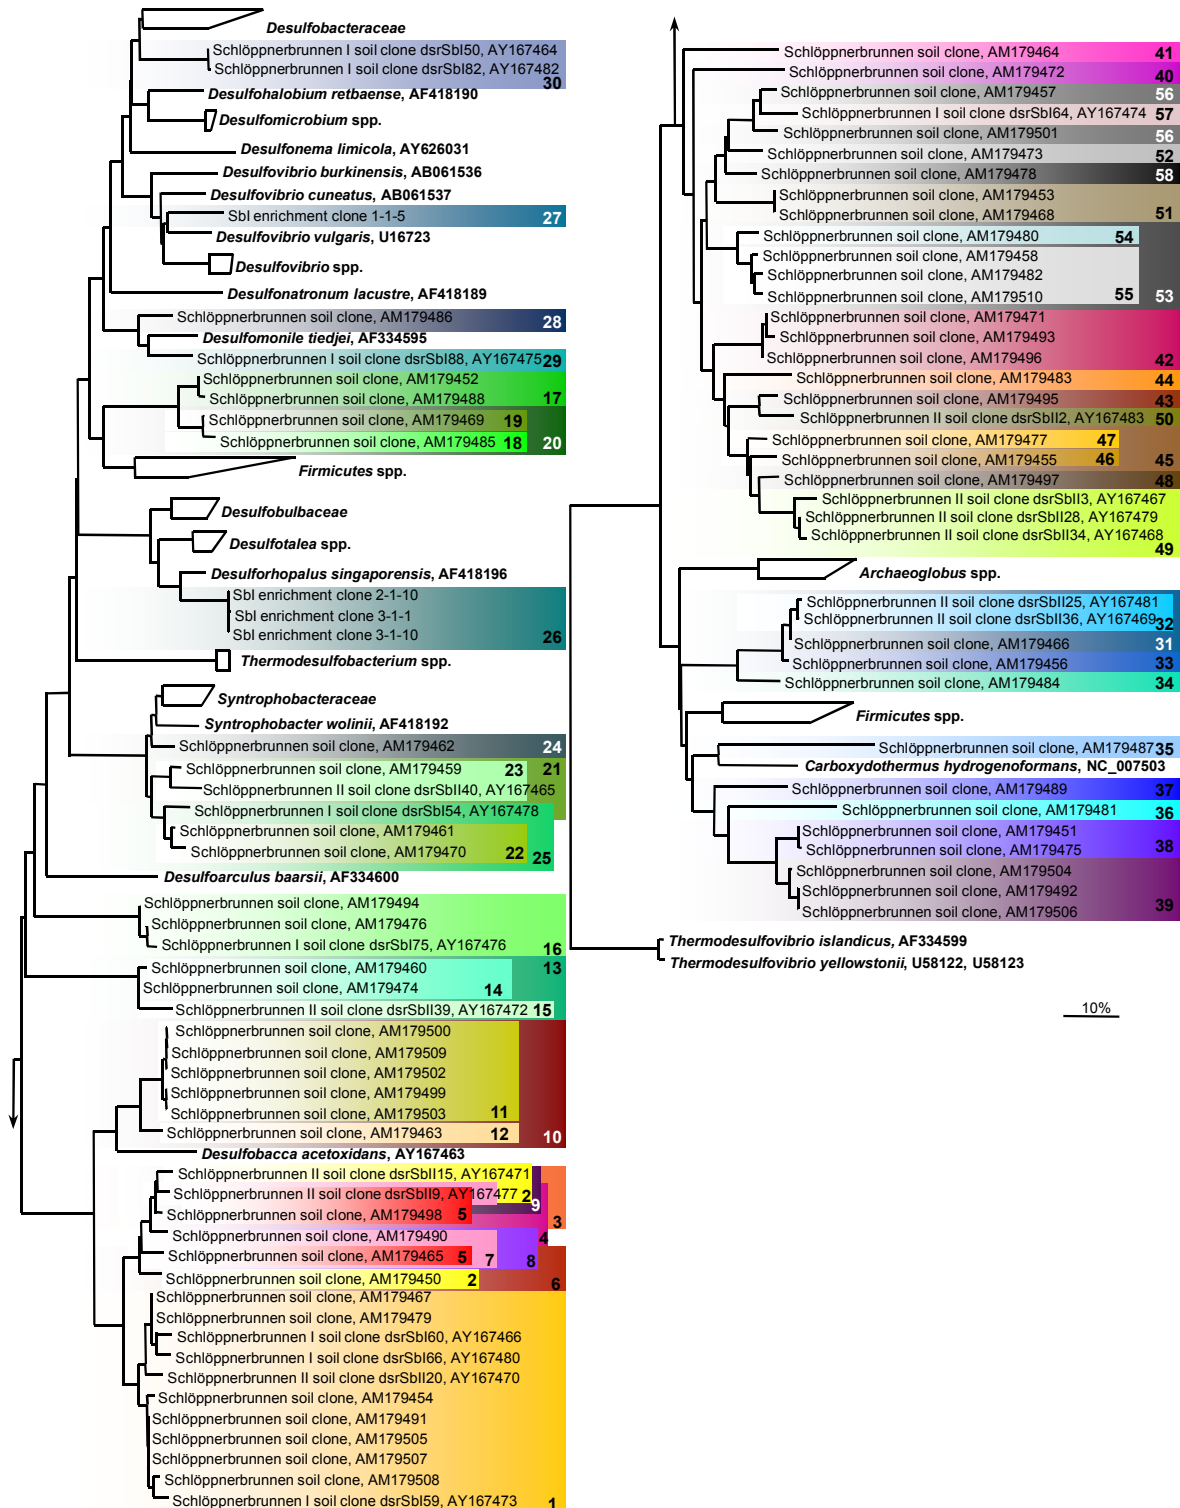 Desulfobacteraceae
Schlöppnerbrunnen I soil clone dsrSbI50, AY167464
Schlöppnerbrunnen I soil clone dsrSbI82, AY167482
30
Desulfohalobium retbaense, AF418190
Desulfomicrobium spp.
Desulfonema limicola, AY626031
Desulfovibrio burkinensis, AB061536
Desulfovibrio cuneatus, AB061537
SbI enrichment clone 1-1-5 27
Desulfovibrio vulgaris, U16723
Desulfovibrio spp.
Desulfonatronum lacustre, AF418189
Schlöppnerbrunnen soil clone, AM179486 28
Desulfomonile tiedjei, AF334595
Schlöppnerbrunnen I soil clone dsrSbI88, AY167475 29
Schlöppnerbrunnen soil clone, AM179452
Schlöppnerbrunnen soil clone, AM179488 17
Schlöppnerbrunnen soil clone, AM179469 19
Schlöppnerbrunnen soil clone, AM179485 18 20
Firmicutes spp.
Desulfobulbaceae
Desulfotalea spp.
Desulforhopalus singaporensis, AF418196
SbI enrichment clone 2-1-10
SbI enrichment clone 3-1-1
SbI enrichment clone 3-1-10 26
Thermodesulfobacterium spp.
Syntrophobacteraceae
Syntrophobacter wolinii, AF418192
Schlöppnerbrunnen soil clone, AM179462 24
Schlöppnerbrunnen soil clone, AM179459 23 21
Schlöppnerbrunnen II soil clone dsrSbII40, AY167465
Schlöppnerbrunnen I soil clone dsrSbI54, AY167478
Schlöppnerbrunnen soil clone, AM179461
Schlöppnerbrunnen soil clone, AM179470 22 25
Desulfoarculus baarsii, AF334600
Schlöppnerbrunnen soil clone, AM179494
Schlöppnerbrunnen soil clone, AM179476
Schlöppnerbrunnen I soil clone dsrSbI75, AY167476 16
Schlöppnerbrunnen soil clone, AM179460 13
Schlöppnerbrunnen soil clone, AM179474 14
Schlöppnerbrunnen II soil clone dsrSbII39, AY167472 15
Schlöppnerbrunnen soil clone, AM179500
Schlöppnerbrunnen soil clone, AM179509
Schlöppnerbrunnen soil clone, AM179502
Schlöppnerbrunnen soil clone, AM179499
Schlöppnerbrunnen soil clone, AM179503 11
Schlöppnerbrunnen soil clone, AM179463 12 10
Desulfobacca acetoxidans, AY167463
Schlöppnerbrunnen II soil clone dsrSbII15, AY167471
Schlöppnerbrunnen II soil clone dsrSbII9, AY167477 2
9
Schlöppnerbrunnen soil clone, AM179498 5 3
Schlöppnerbrunnen soil clone, AM179490 4
Schlöppnerbrunnen soil clone, AM179465 5 7 8
Schlöppnerbrunnen soil clone, AM179450 2 6
Schlöppnerbrunnen soil clone, AM179467
Schlöppnerbrunnen soil clone, AM179479
Schlöppnerbrunnen I soil clone dsrSbI60, AY167466
Schlöppnerbrunnen I soil clone dsrSbI66, AY167480
Schlöppnerbrunnen II soil clone dsrSbII20, AY167470
Schlöppnerbrunnen soil clone, AM179454
Schlöppnerbrunnen soil clone, AM179491
Schlöppnerbrunnen soil clone, AM179505
Schlöppnerbrunnen soil clone, AM179507
Schlöppnerbrunnen soil clone, AM179508
Schlöppnerbrunnen I soil clone dsrSbI59, AY167473 1
Schlöppnerbrunnen soil clone, AM179464 41
Schlöppnerbrunnen soil clone, AM179472 40
Schlöppnerbrunnen soil clone, AM179457 56
Schlöppnerbrunnen I soil clone dsrSbI64, AY167474 57
Schlöppnerbrunnen soil clone, AM179501 56
Schlöppnerbrunnen soil clone, AM179473 52
Schlöppnerbrunnen soil clone, AM179478 58
Schlöppnerbrunnen soil clone, AM179453
Schlöppnerbrunnen soil clone, AM179468 51
Schlöppnerbrunnen soil clone, AM179480 54
Schlöppnerbrunnen soil clone, AM179458
Schlöppnerbrunnen soil clone, AM179482
Schlöppnerbrunnen soil clone, AM179510 55 53
Schlöppnerbrunnen soil clone, AM179471
Schlöppnerbrunnen soil clone, AM179493
Schlöppnerbrunnen soil clone, AM179496 42
Schlöppnerbrunnen soil clone, AM179483 44
Schlöppnerbrunnen soil clone, AM179495 43
Schlöppnerbrunnen II soil clone dsrSbII2, AY167483 50
Schlöppnerbrunnen soil clone, AM179477 47
Schlöppnerbrunnen soil clone, AM179455 46 45
Schlöppnerbrunnen soil clone, AM179497 48
Schlöppnerbrunnen II soil clone dsrSbII3, AY167467
Schlöppnerbrunnen II soil clone dsrSbII28, AY167479
Schlöppnerbrunnen II soil clone dsrSbII34, AY167468
49
Archaeoglobus spp.
Schlöppnerbrunnen II soil clone dsrSbII25, AY167481
Schlöppnerbrunnen II soil clone dsrSbII36, AY167469 32
Schlöppnerbrunnen soil clone, AM179466 31
Schlöppnerbrunnen soil clone, AM179456 33
Schlöppnerbrunnen soil clone, AM179484 34
Firmicutes spp.
Schlöppnerbrunnen soil clone, AM179487 35
Carboxydothermus hydrogenoformans, NC_007503
Schlöppnerbrunnen soil clone, AM179489 37
Schlöppnerbrunnen soil clone, AM179481 36
Schlöppnerbrunnen soil clone, AM179451
Schlöppnerbrunnen soil clone, AM179475 38
Schlöppnerbrunnen soil clone, AM179504
Schlöppnerbrunnen soil clone, AM179492
Schlöppnerbrunnen soil clone, AM179506 39
Thermodesulfovibrio islandicus, AF334599
Thermodesulfovibrio yellowstonii, U58122, U58123
10%